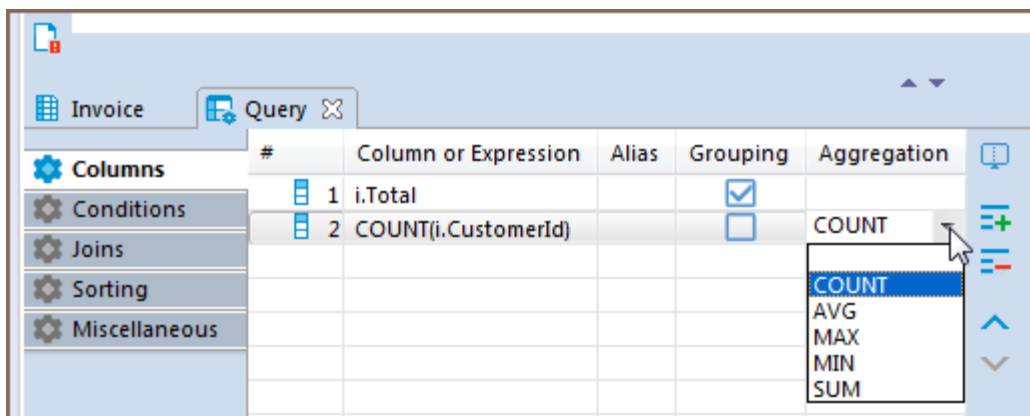 Invoice Query
# Column or Expression Alias Grouping Aggregation
Columns
1 i.Total
Conditions
2 COUNT(i.CustomerId) COUNT
Joins
COUNT
Sorting
AVG
Miscellaneous
MAX
MIN
SUM